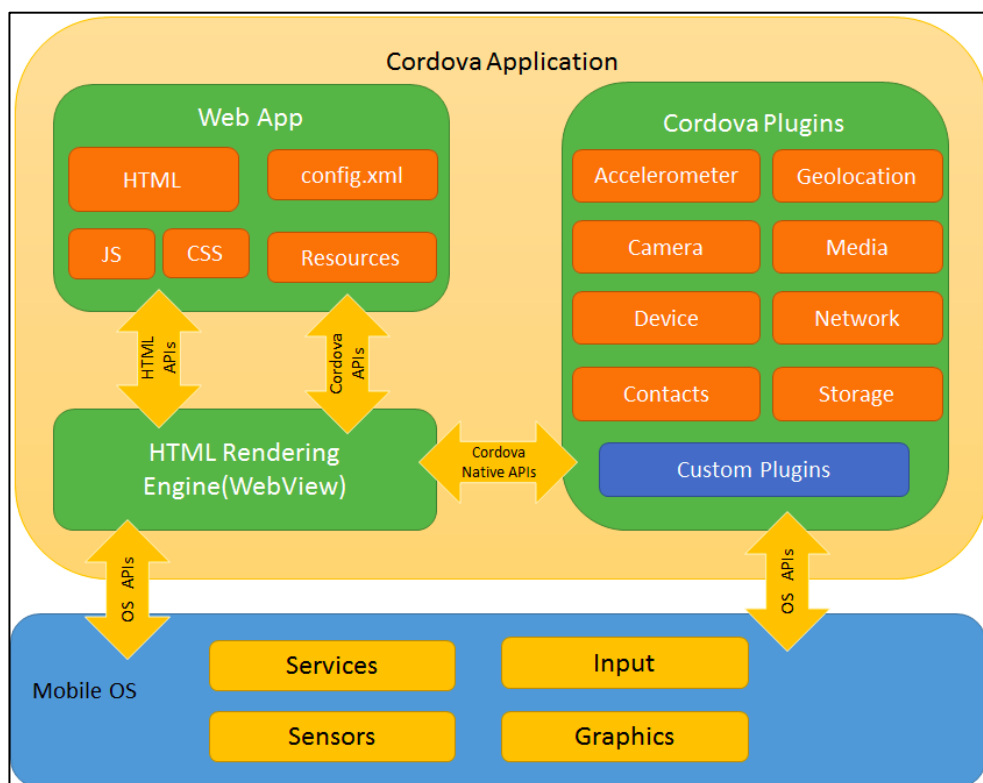 Cordova Application
Web App
HTML
config.xml
JS
CSS
Resources
HTML
APIs
Cordova
APIs
HTML Rendering
Engine(WebView)
Cordova
Native APIs
Cordova Plugins
Accelerometer
Geolocation
Camera
Media
Device
Network
Contacts
Storage
Custom Plugins
OS APIs
OS APIs
Mobile OS
Services
Input
Sensors
Graphics